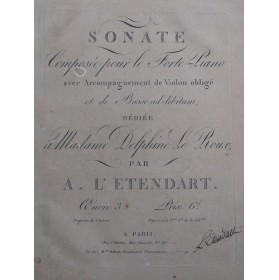 SONATE
Composée pour le Forte-Piano
avec Accompagnement de Violon obligé
et de Basse ad-libitum,
DÉDIÉE
à Madame Delphine Le Roux,
PAR
A. L'ETENDART.
Œuvre 3e Prix 6f
A PARIS